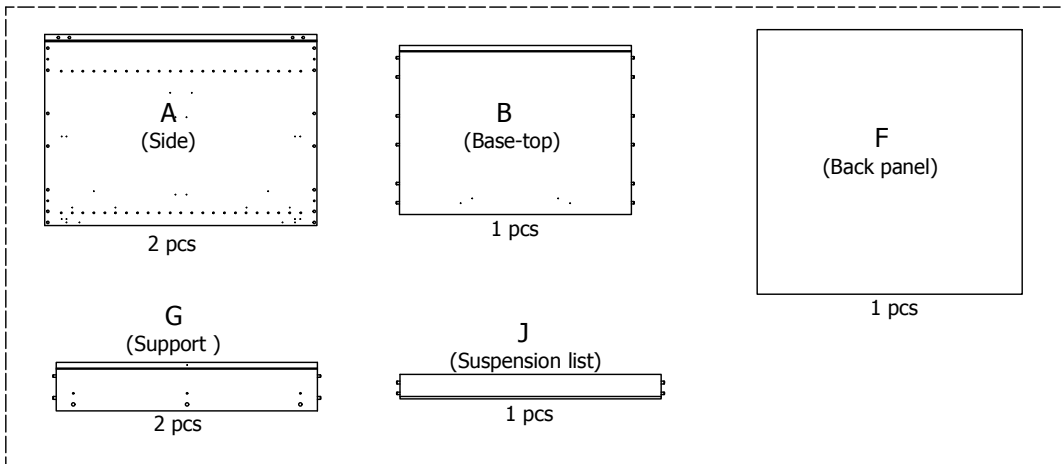 A
(Side)
2 pcs
B
(Base-top)
1 pcs
F
(Back panel)
1 pcs
G
(Support )
2 pcs
J
(Suspension list)
1 pcs